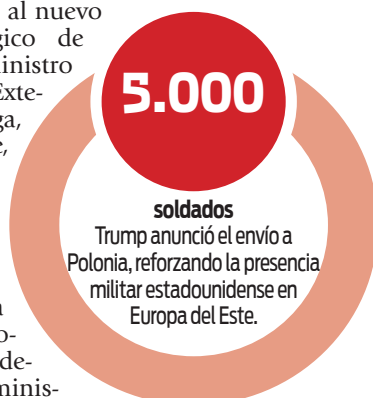 al nuevo
gico de
ministro
Exte-
ga,
5.000
soldados
Trump anunció el envío a
Polonia, reforzando la presencia
militar estadounidense en
Europa del Este.
de-
minis-